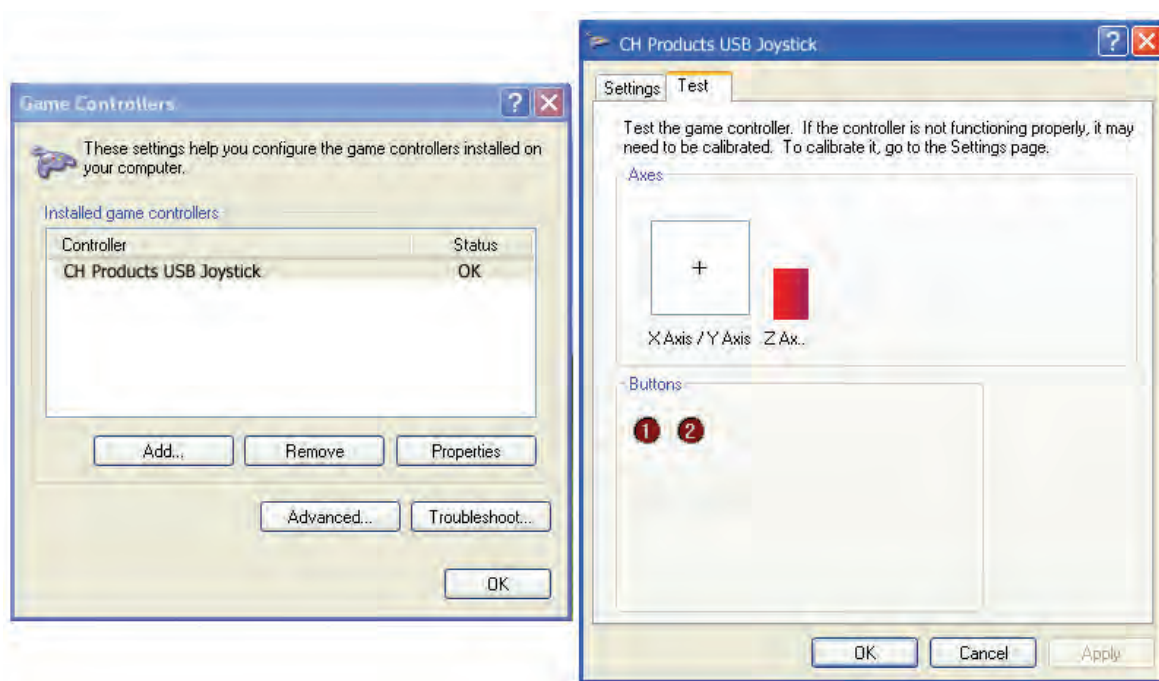 Game Controllers
These settings help you configure the game controllers installed on
your computer.
Installed game controllers
Controller Status
CH Products USB Joystick OK
Add... Remove Properties
Advanced... Troubleshoot...
OK
CH Products USB Joystick
Settings Test
Test the game controller. If the controller is not functioning properly, it may
need to be calibrated. To calibrate it, go to the Settings page.
Axes
X Axis / Y Axis Z Ax..
Buttons
1 2
OK Cancel Apply